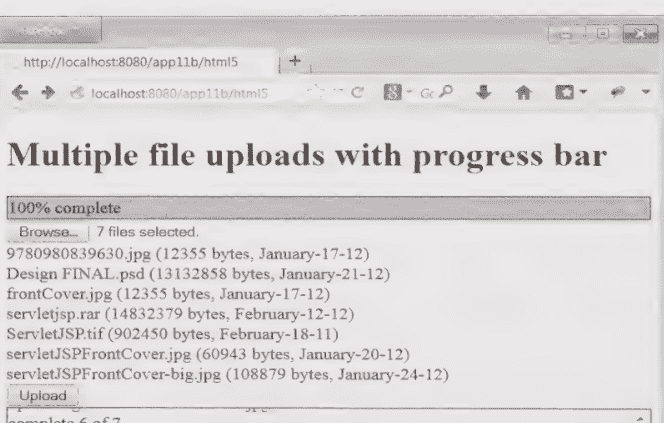 http://localhost:8080/app11b/html5
+
localhost:8080/app11b/html5
Multiple file uploads with progress bar
100% complete
Browse... 7 files selected.
9780980839630.jpg (12355 bytes, January-17-12)
Design FINAL.psd (13132858 bytes, January-21-12)
frontCover.jpg (12355 bytes, January-17-12)
servletjsp.rar (14832379 bytes, February-12-12)
ServletJSP.tif (902450 bytes, February-18-11)
servletJSPFrontCover.jpg (60943 bytes, January-20-12)
servletJSPFrontCover-big.jpg (108879 bytes, January-24-12)
Upload
complete 6 of 7